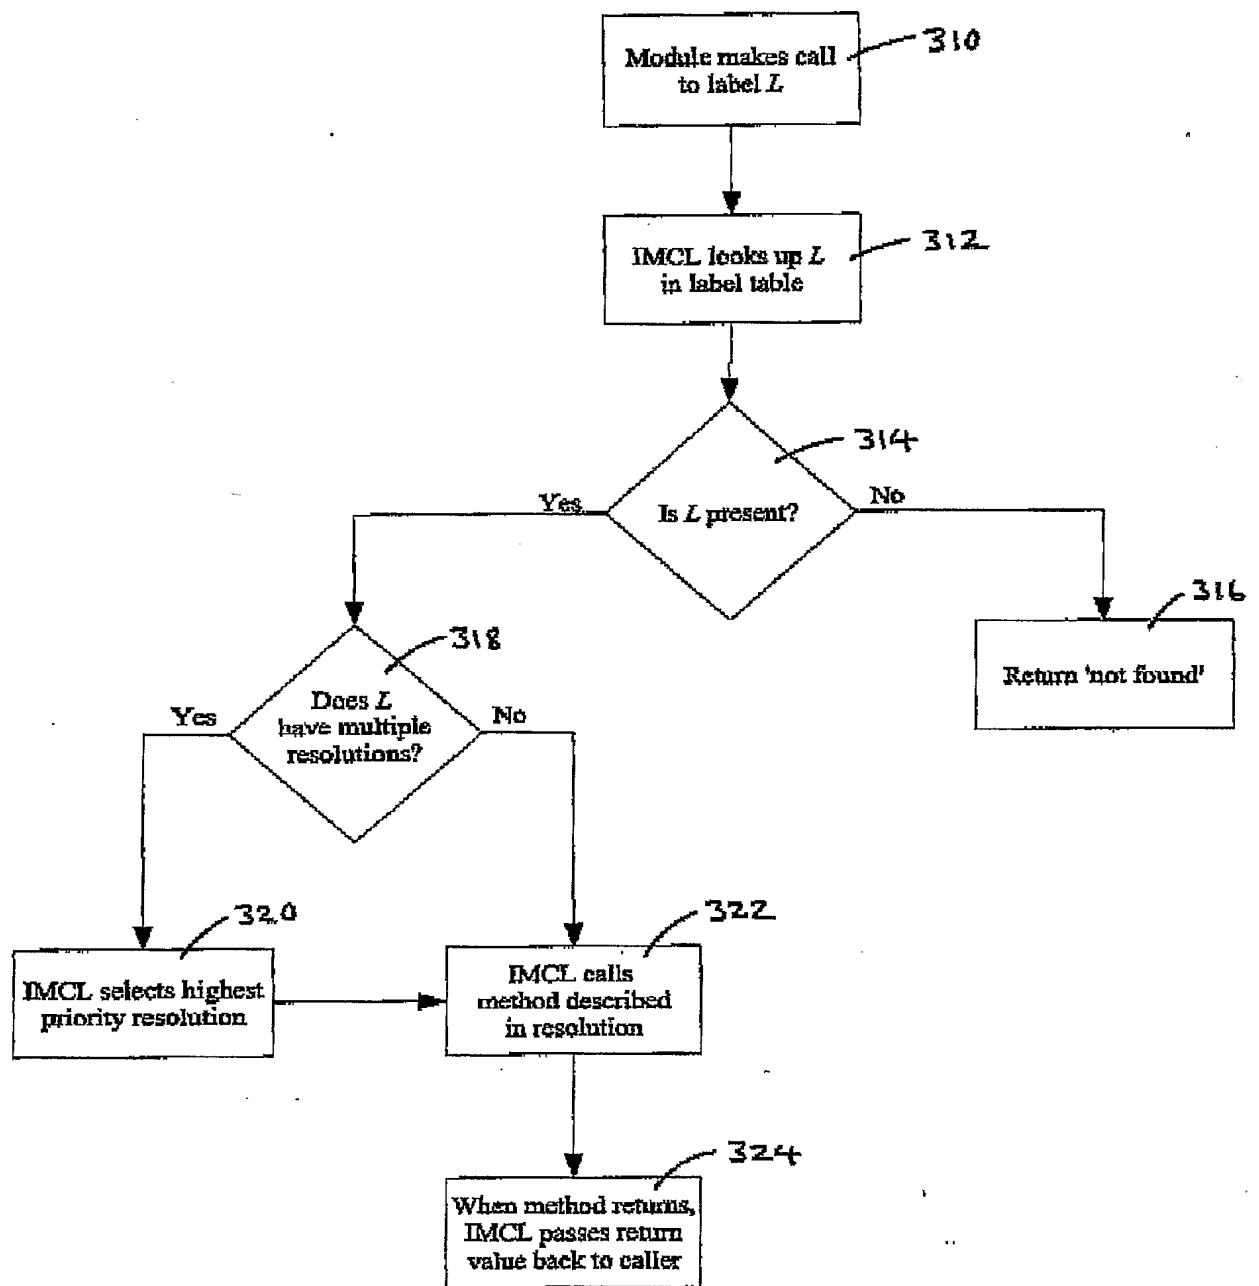 310
Module makes call
to label L
312
IMCL looks up L
in label table
314
Yes
Is L present?
No
316
318
Return 'not found'
Yes
Does L
have multiple
resolutions?
No
320
322
IMCL selects highest
priority resolution
IMCL calls
method described
in resolution
324
When method returns,
IMCL passes return
value back to caller